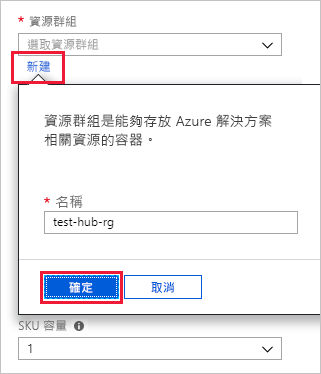 * 資源群組
選取資源群組
新建
資源群組是能夠存放 Azure 解決方案
相關資源的容器。
* 名稱
test-hub-rg
確定
取消
SKU 容量
1